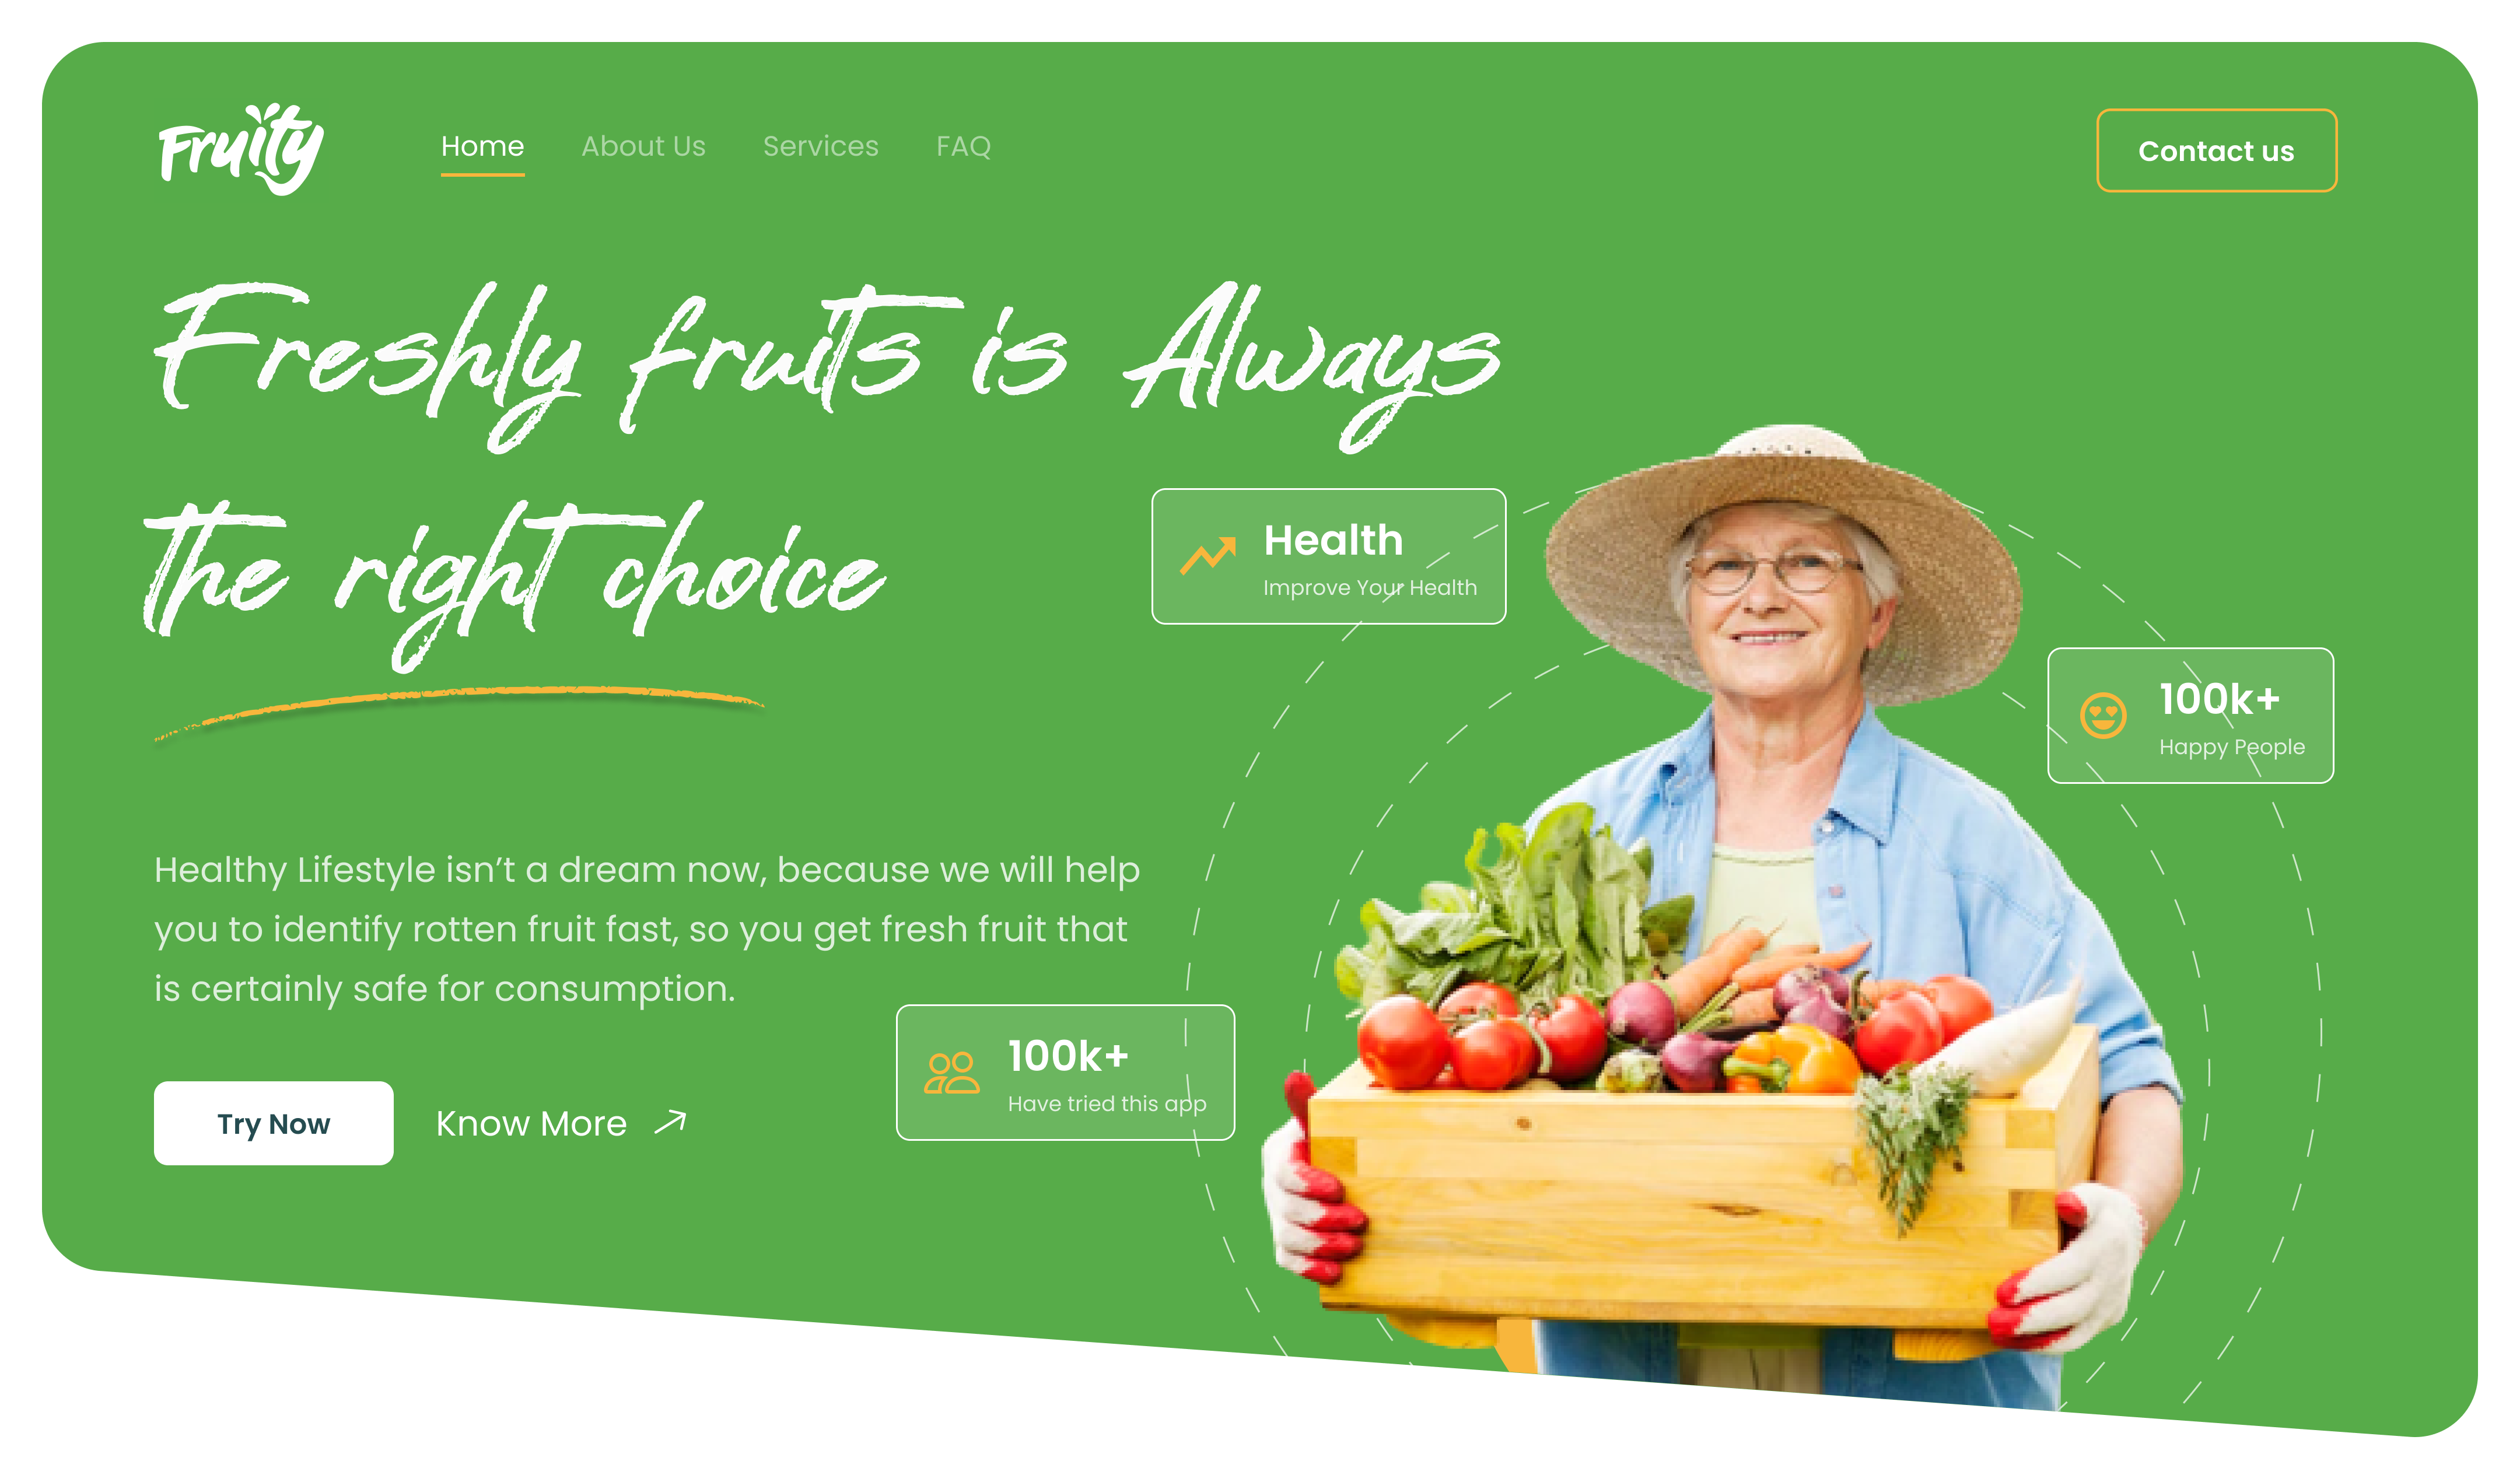 Fruity
Home About Us Services FAQ
Contact us
Freshly fruits is Always
the right choice
Health
Improve Your Health
100k+
Happy People
Healthy Lifestyle isn’t a dream now, because we will help
you to identify rotten fruit fast, so you get fresh fruit that
is certainly safe for consumption.
100k+
Have tried this app
Try Now
Know More